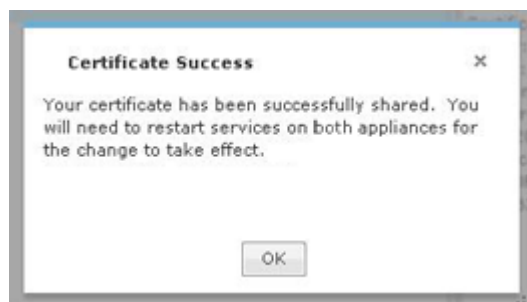 Certificate Success ×
Your certificate has been successfully shared. You
will need to restart services on both appliances for
the change to take effect.
OK